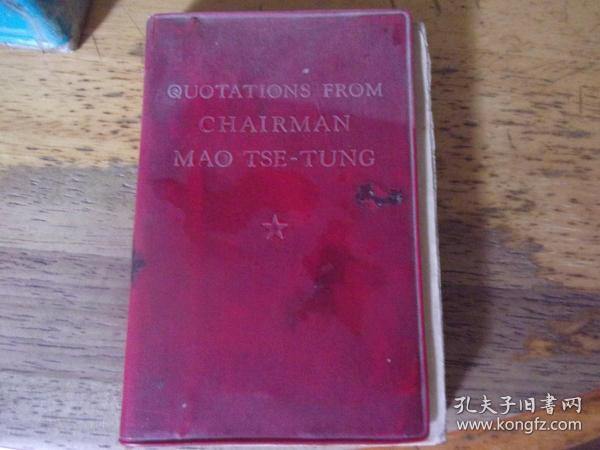 QUOTATIONS FROM
CHAIRMAN
MAO TSE-TUNG
孔夫子旧书网
www.kongfz.com